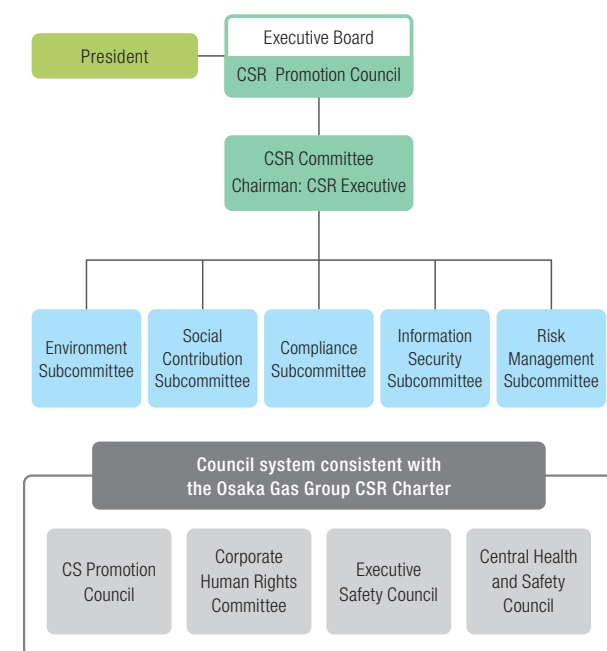 President
Executive Board
CSR Promotion Council
CSR Committee
Chairman: CSR Executive
Environment
Subcommittee
Social
Contribution
Subcommittee
Compliance
Subcommittee
Information
Security
Subcommittee
Risk
Management
Subcommittee
Council system consistent with
the Osaka Gas Group CSR Charter
CS Promotion
Council
Corporate
Human Rights
Committee
Executive
Safety Council
Central Health
and Safety
Council